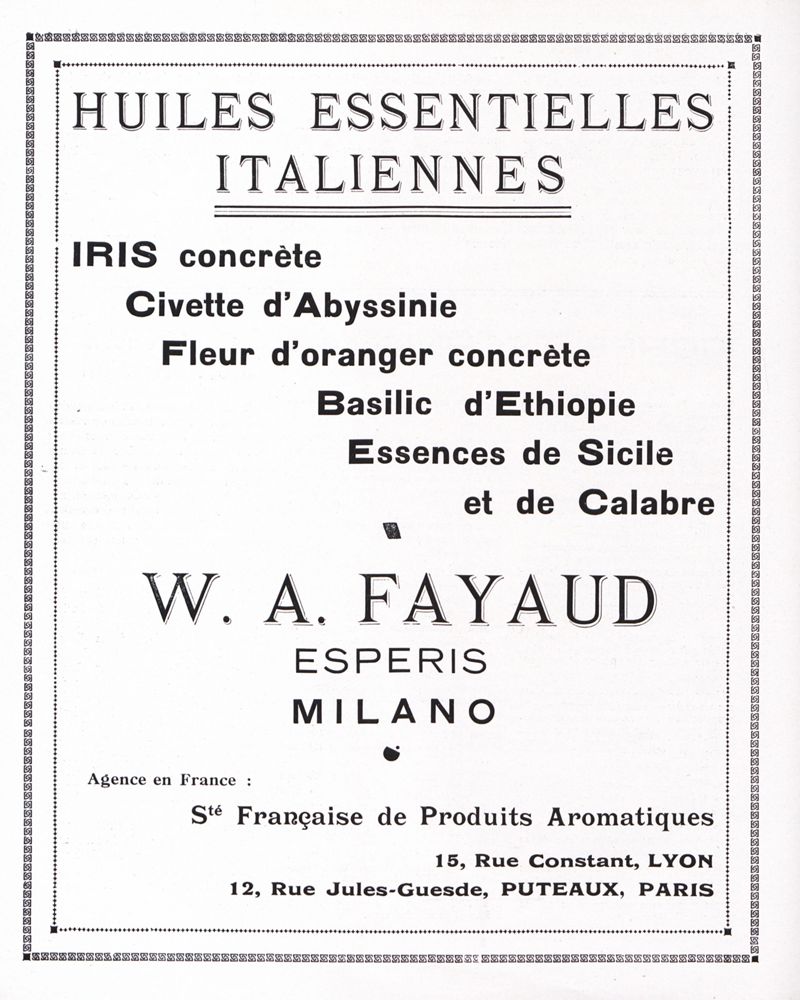 HUILES ESSENTIELLES
ITALIENNES
IRIS concrète
Civette d'Abyssinie
Fleur d'oranger concrète
Basilic d'Ethiopie
Essences de Sicile
et de Calabre
W. A. FAYAUD
ESPERIS
MILANO
Agence en France :
Sté Française de Produits Aromatiques
15, Rue Constant, LYON
12, Rue Jules-Guesde, PUTEAUX, PARIS